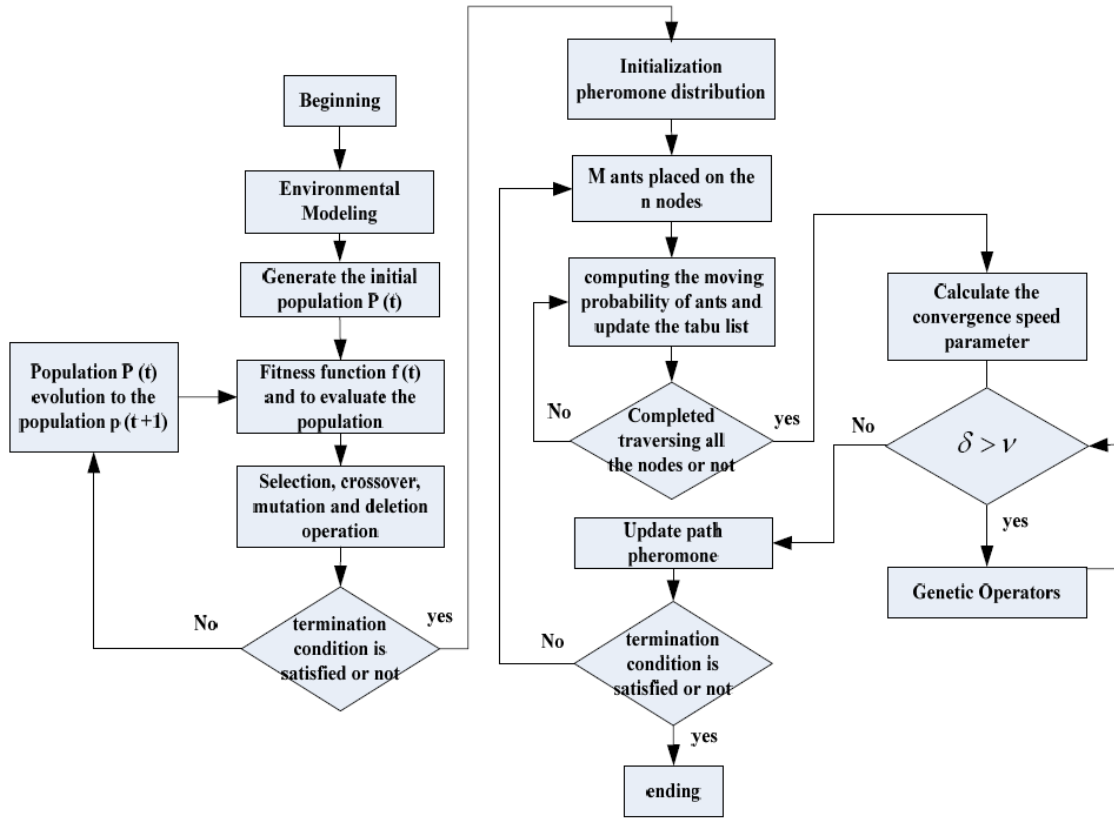 Beginning
Environmental
Modeling
Generate the initial
population P (t)
Population P (t)
evolution to the
population p (t +1)
Fitness function f (t)
and to evaluate the
population
Selection, crossover,
mutation and deletion
operation
No
yes
termination
condition is
satisfied or not
Initialization
pheromone distribution
M ants placed on the
n nodes
computing the moving
probability of ants and
update the tabu list
No
yes
Completed
traversing all
the nodes or not
Update path
pheromone
No
termination
condition is
satisfied or not
yes
ending
Calculate the
convergence speed
parameter
No
δ > ν
yes
Genetic Operators